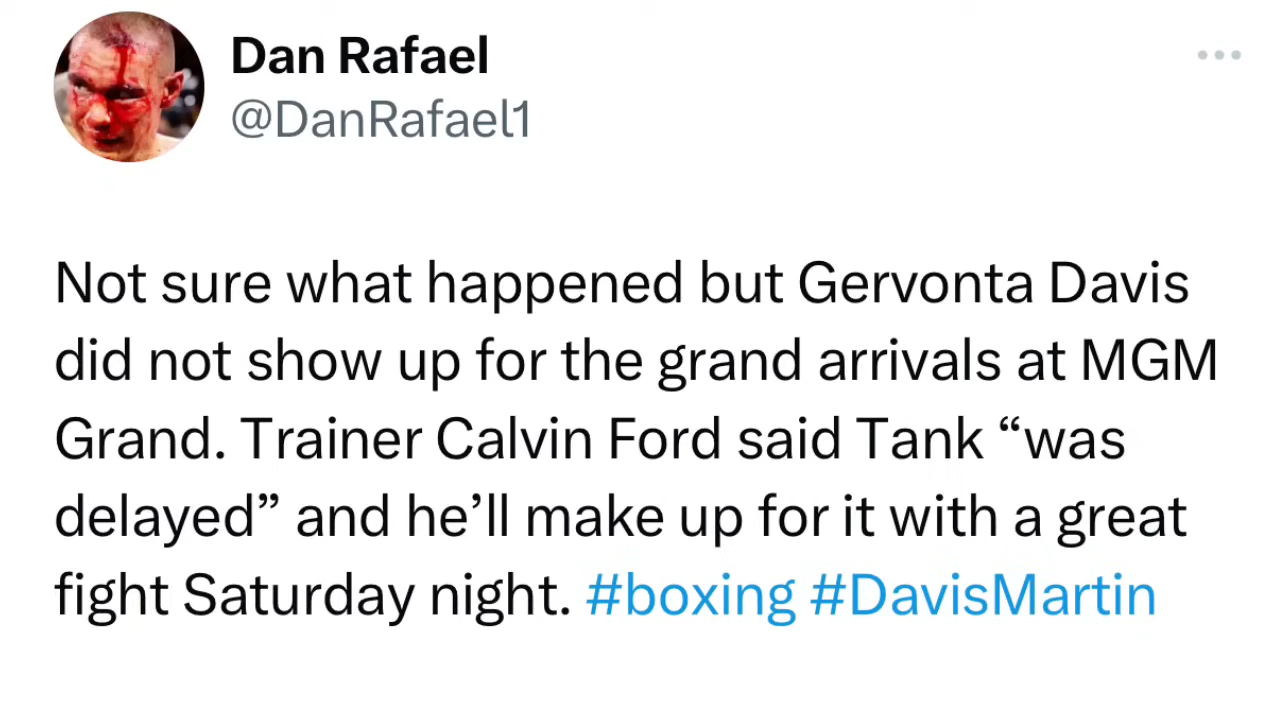 Dan Rafael
@DanRafael1
Not sure what happened but Gervonta Davis
did not show up for the grand arrivals at MGM
Grand. Trainer Calvin Ford said Tank “was
delayed” and he’ll make up for it with a great
fight Saturday night. #boxing #DavisMartin